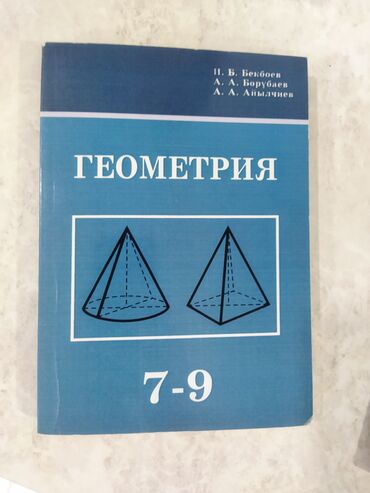 И. Б. Бекбоев
А. А. Борубаев
А. А. Айылчиев
ГЕОМЕТРИЯ
7-9